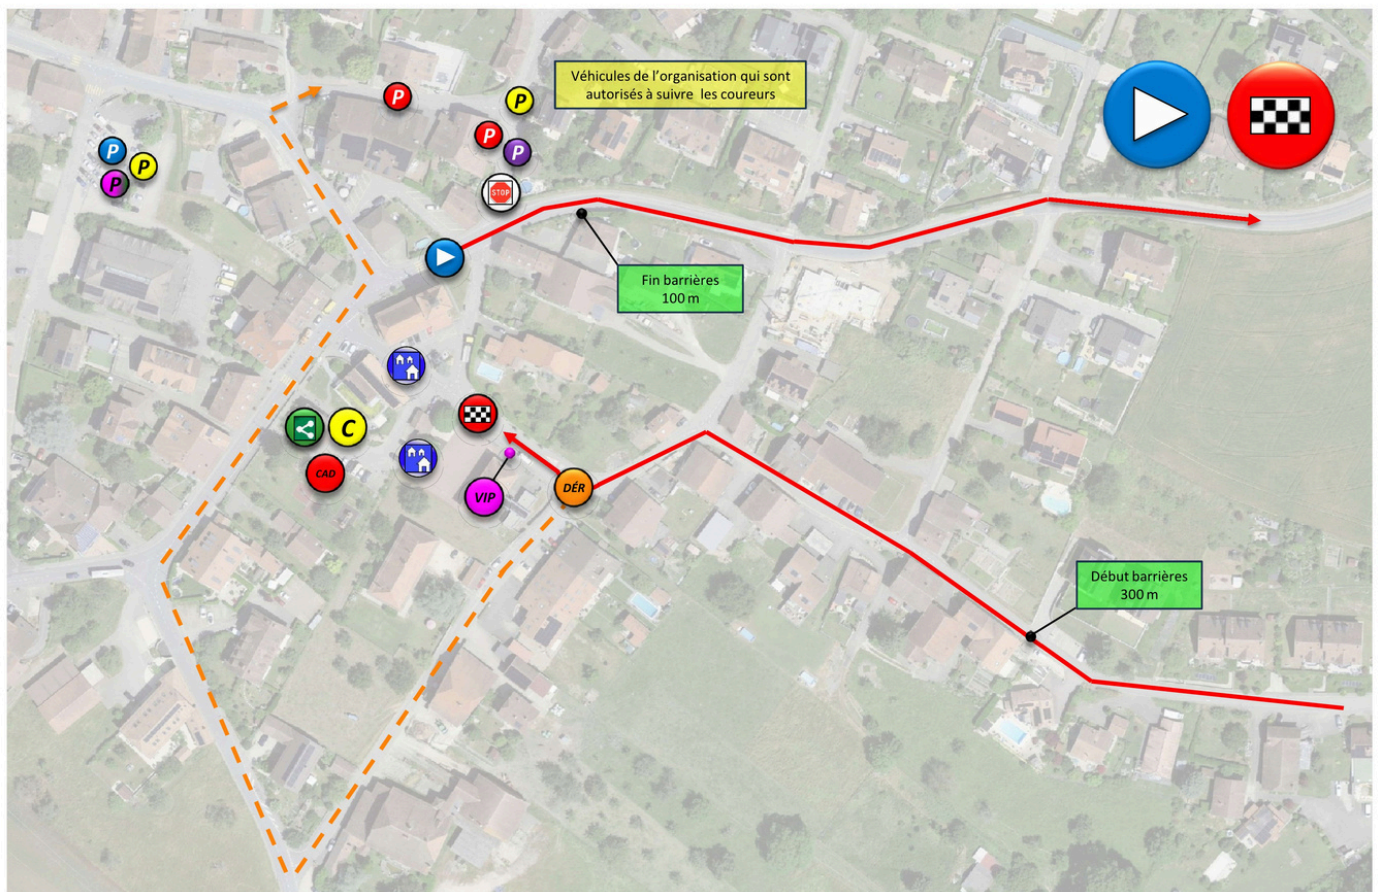 Véhicules de l'organisation qui sont
autorisés à suivre les coureurs
P
P
P
P
P
P
P
STOP
Fin barrières
100 m
C
CAD
VIP
DÉR
Début barrières
300 m